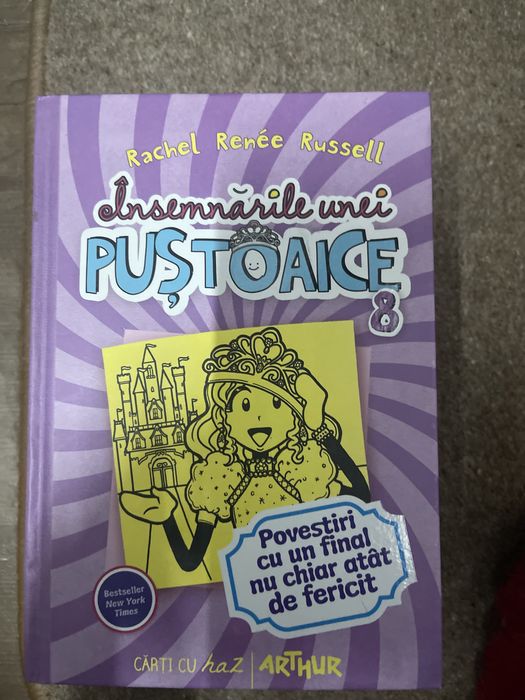 Rachel Renée Russell
Însemnările unei
PUȘTOAICE
8
Povestiri
cu un final
nu chiar atât
de fericit
Bestseller
New York
Times
CĂRȚI CU haz | ARTHUR